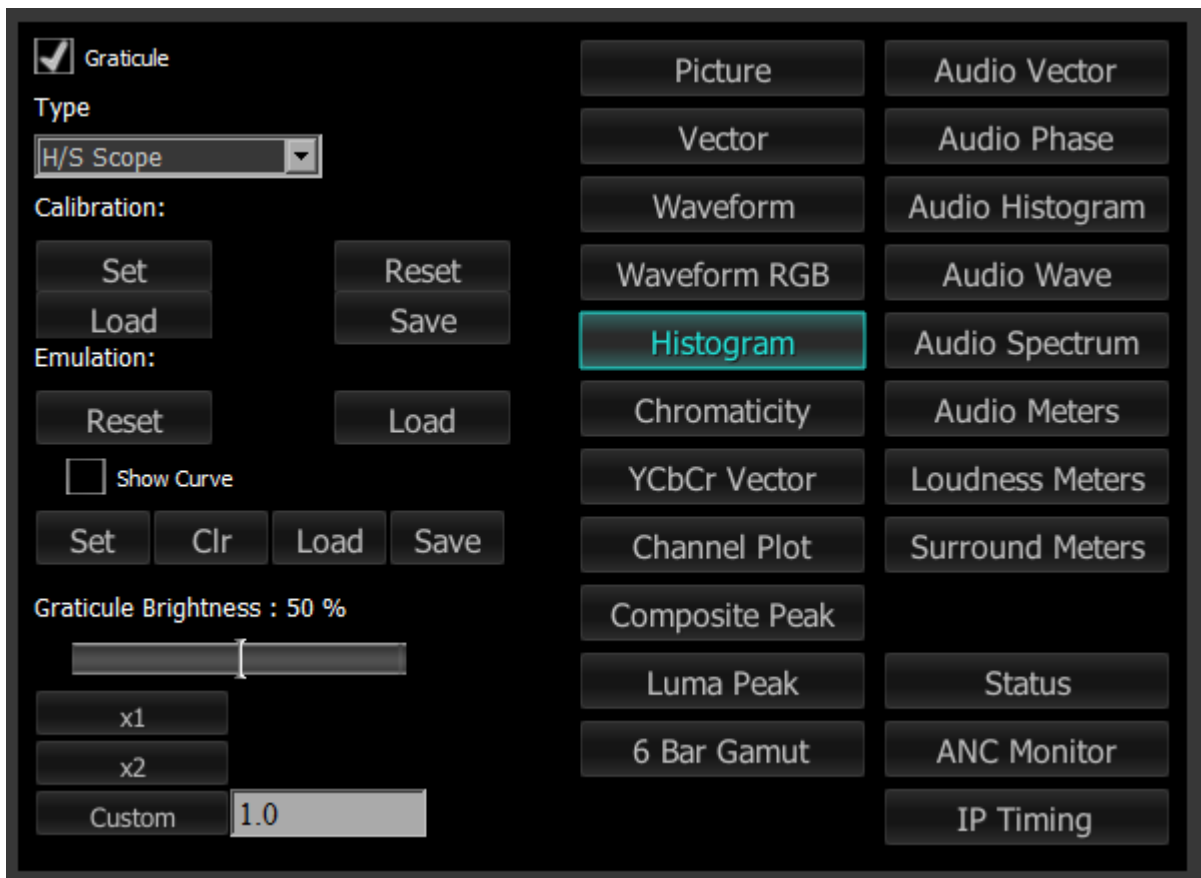 Graticule
Type
H/S Scope
Calibration:
Set Reset
Load Save
Emulation:
Reset Load
Show Curve
Set Clr Load Save
Graticule Brightness : 50 %
x1
x2
Custom 1.0
Picture Audio Vector
Vector Audio Phase
Waveform Audio Histogram
Waveform RGB Audio Wave
Histogram Audio Spectrum
Chromaticity Audio Meters
YCbCr Vector Loudness Meters
Channel Plot Surround Meters
Composite Peak
Luma Peak Status
6 Bar Gamut ANC Monitor
IP Timing